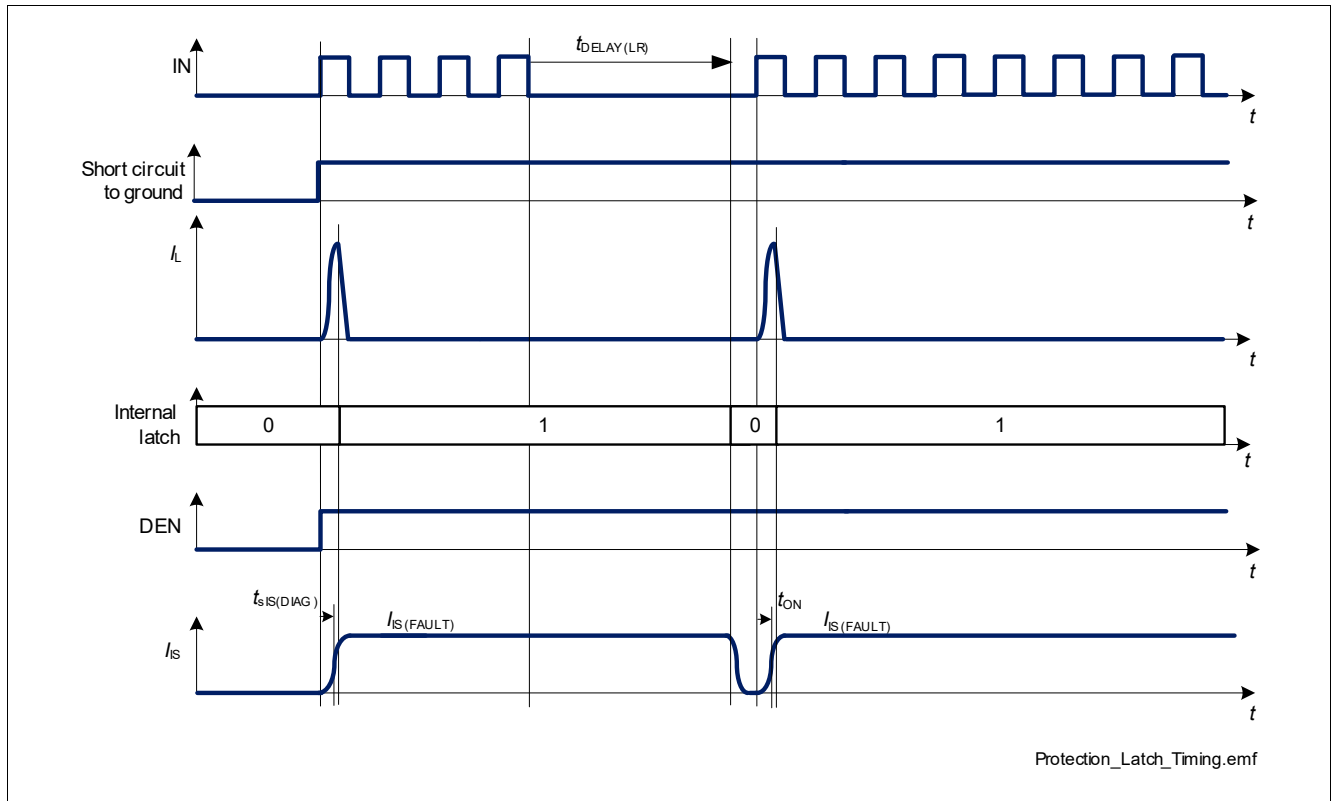 IN
tDELAY(LR)
t
Short circuit
to ground
t
IL
t
Internal
latch
0
1
0
1
t
DEN
t
tsIS(DIAG)
IIS(FAULT)
tON
IIS(FAULT)
IIS
t
Protection_Latch_Timing.emf